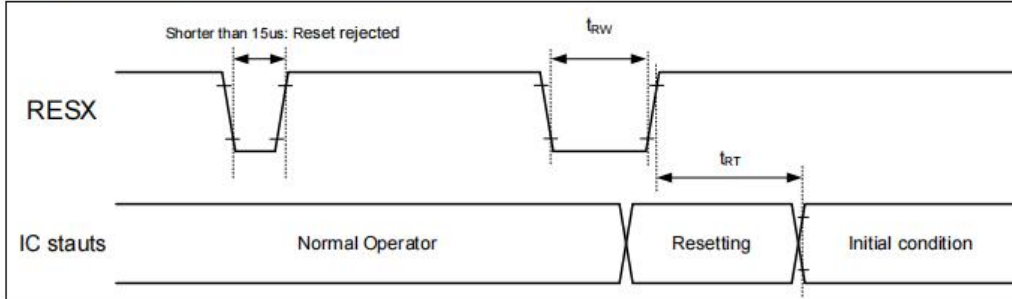 Shorter than 15us: Reset rejected
tRW
RESX
tRT
IC stauts
Normal Operator
Resetting
Initial condition